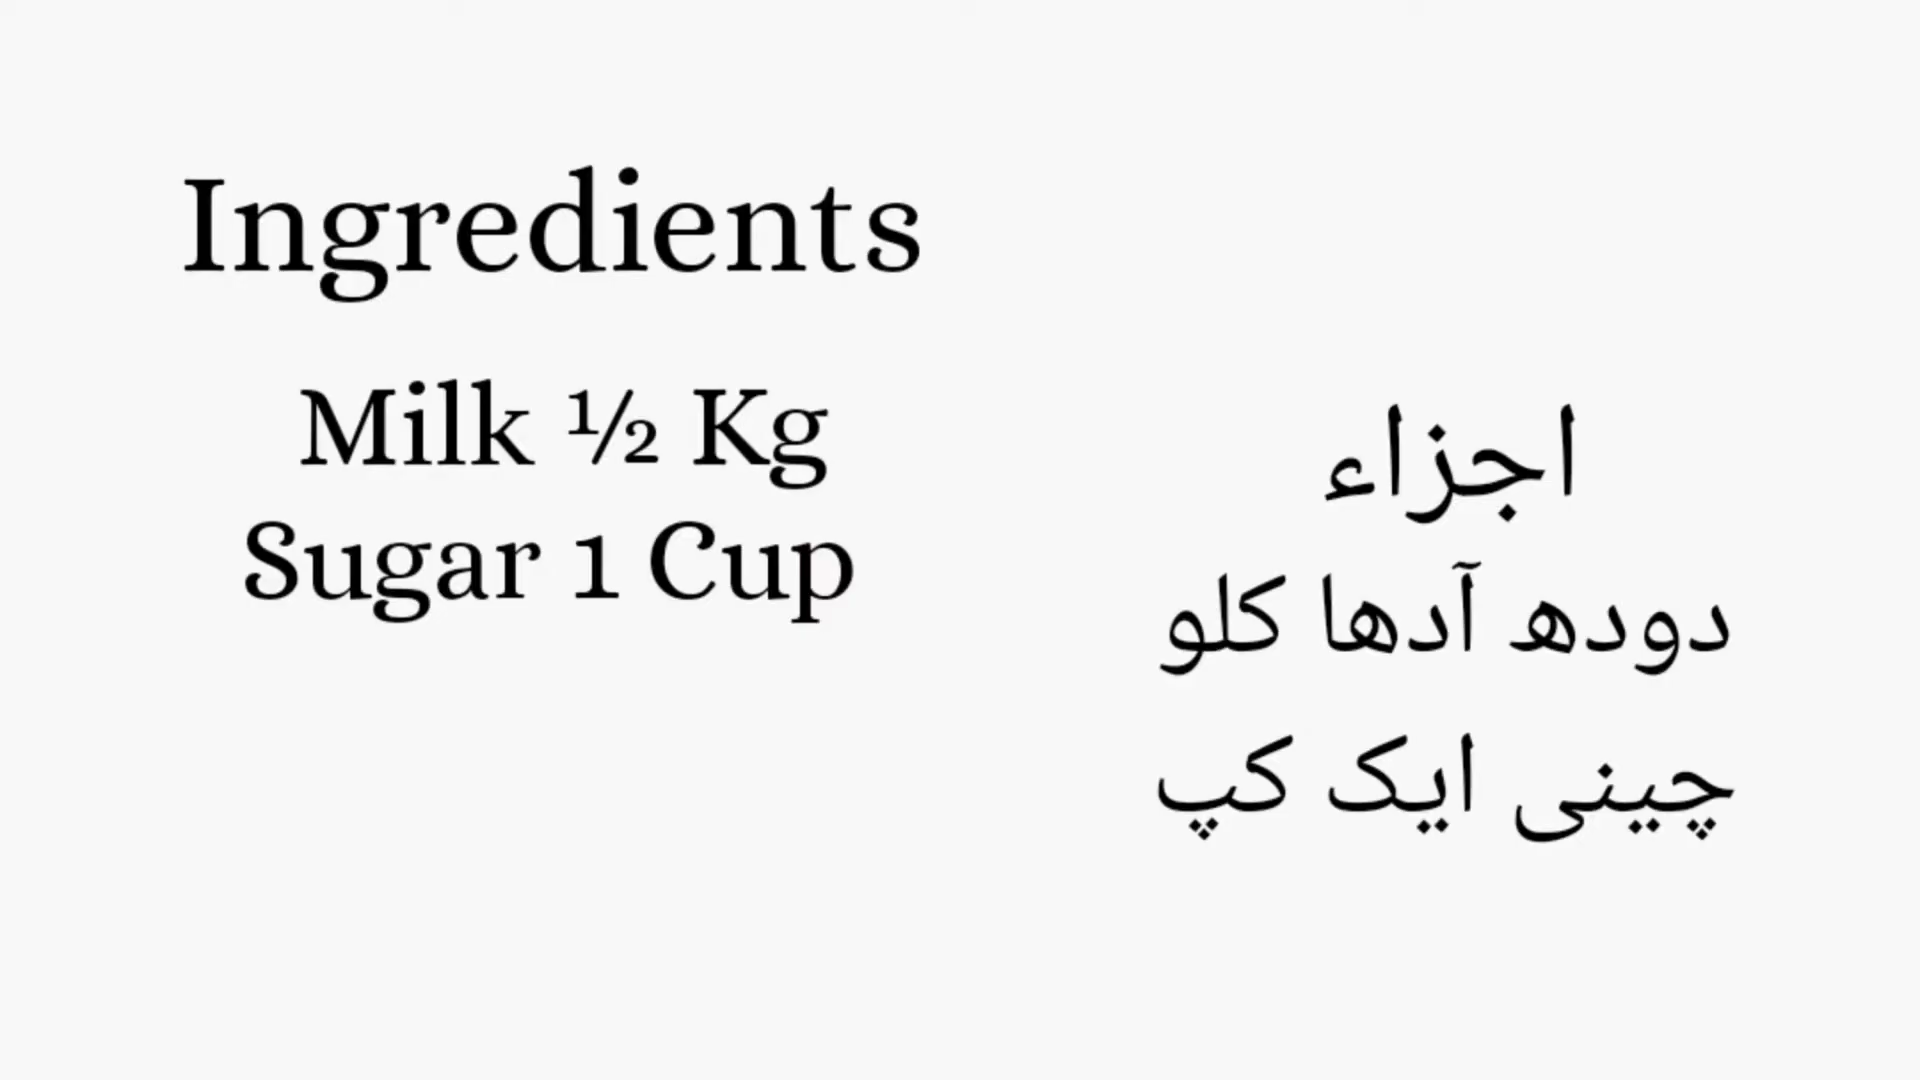 Ingredients
Milk ½ Kg
Sugar 1 Cup
اجزاء
دودھ آدھا کلو
چینی ایک کپ